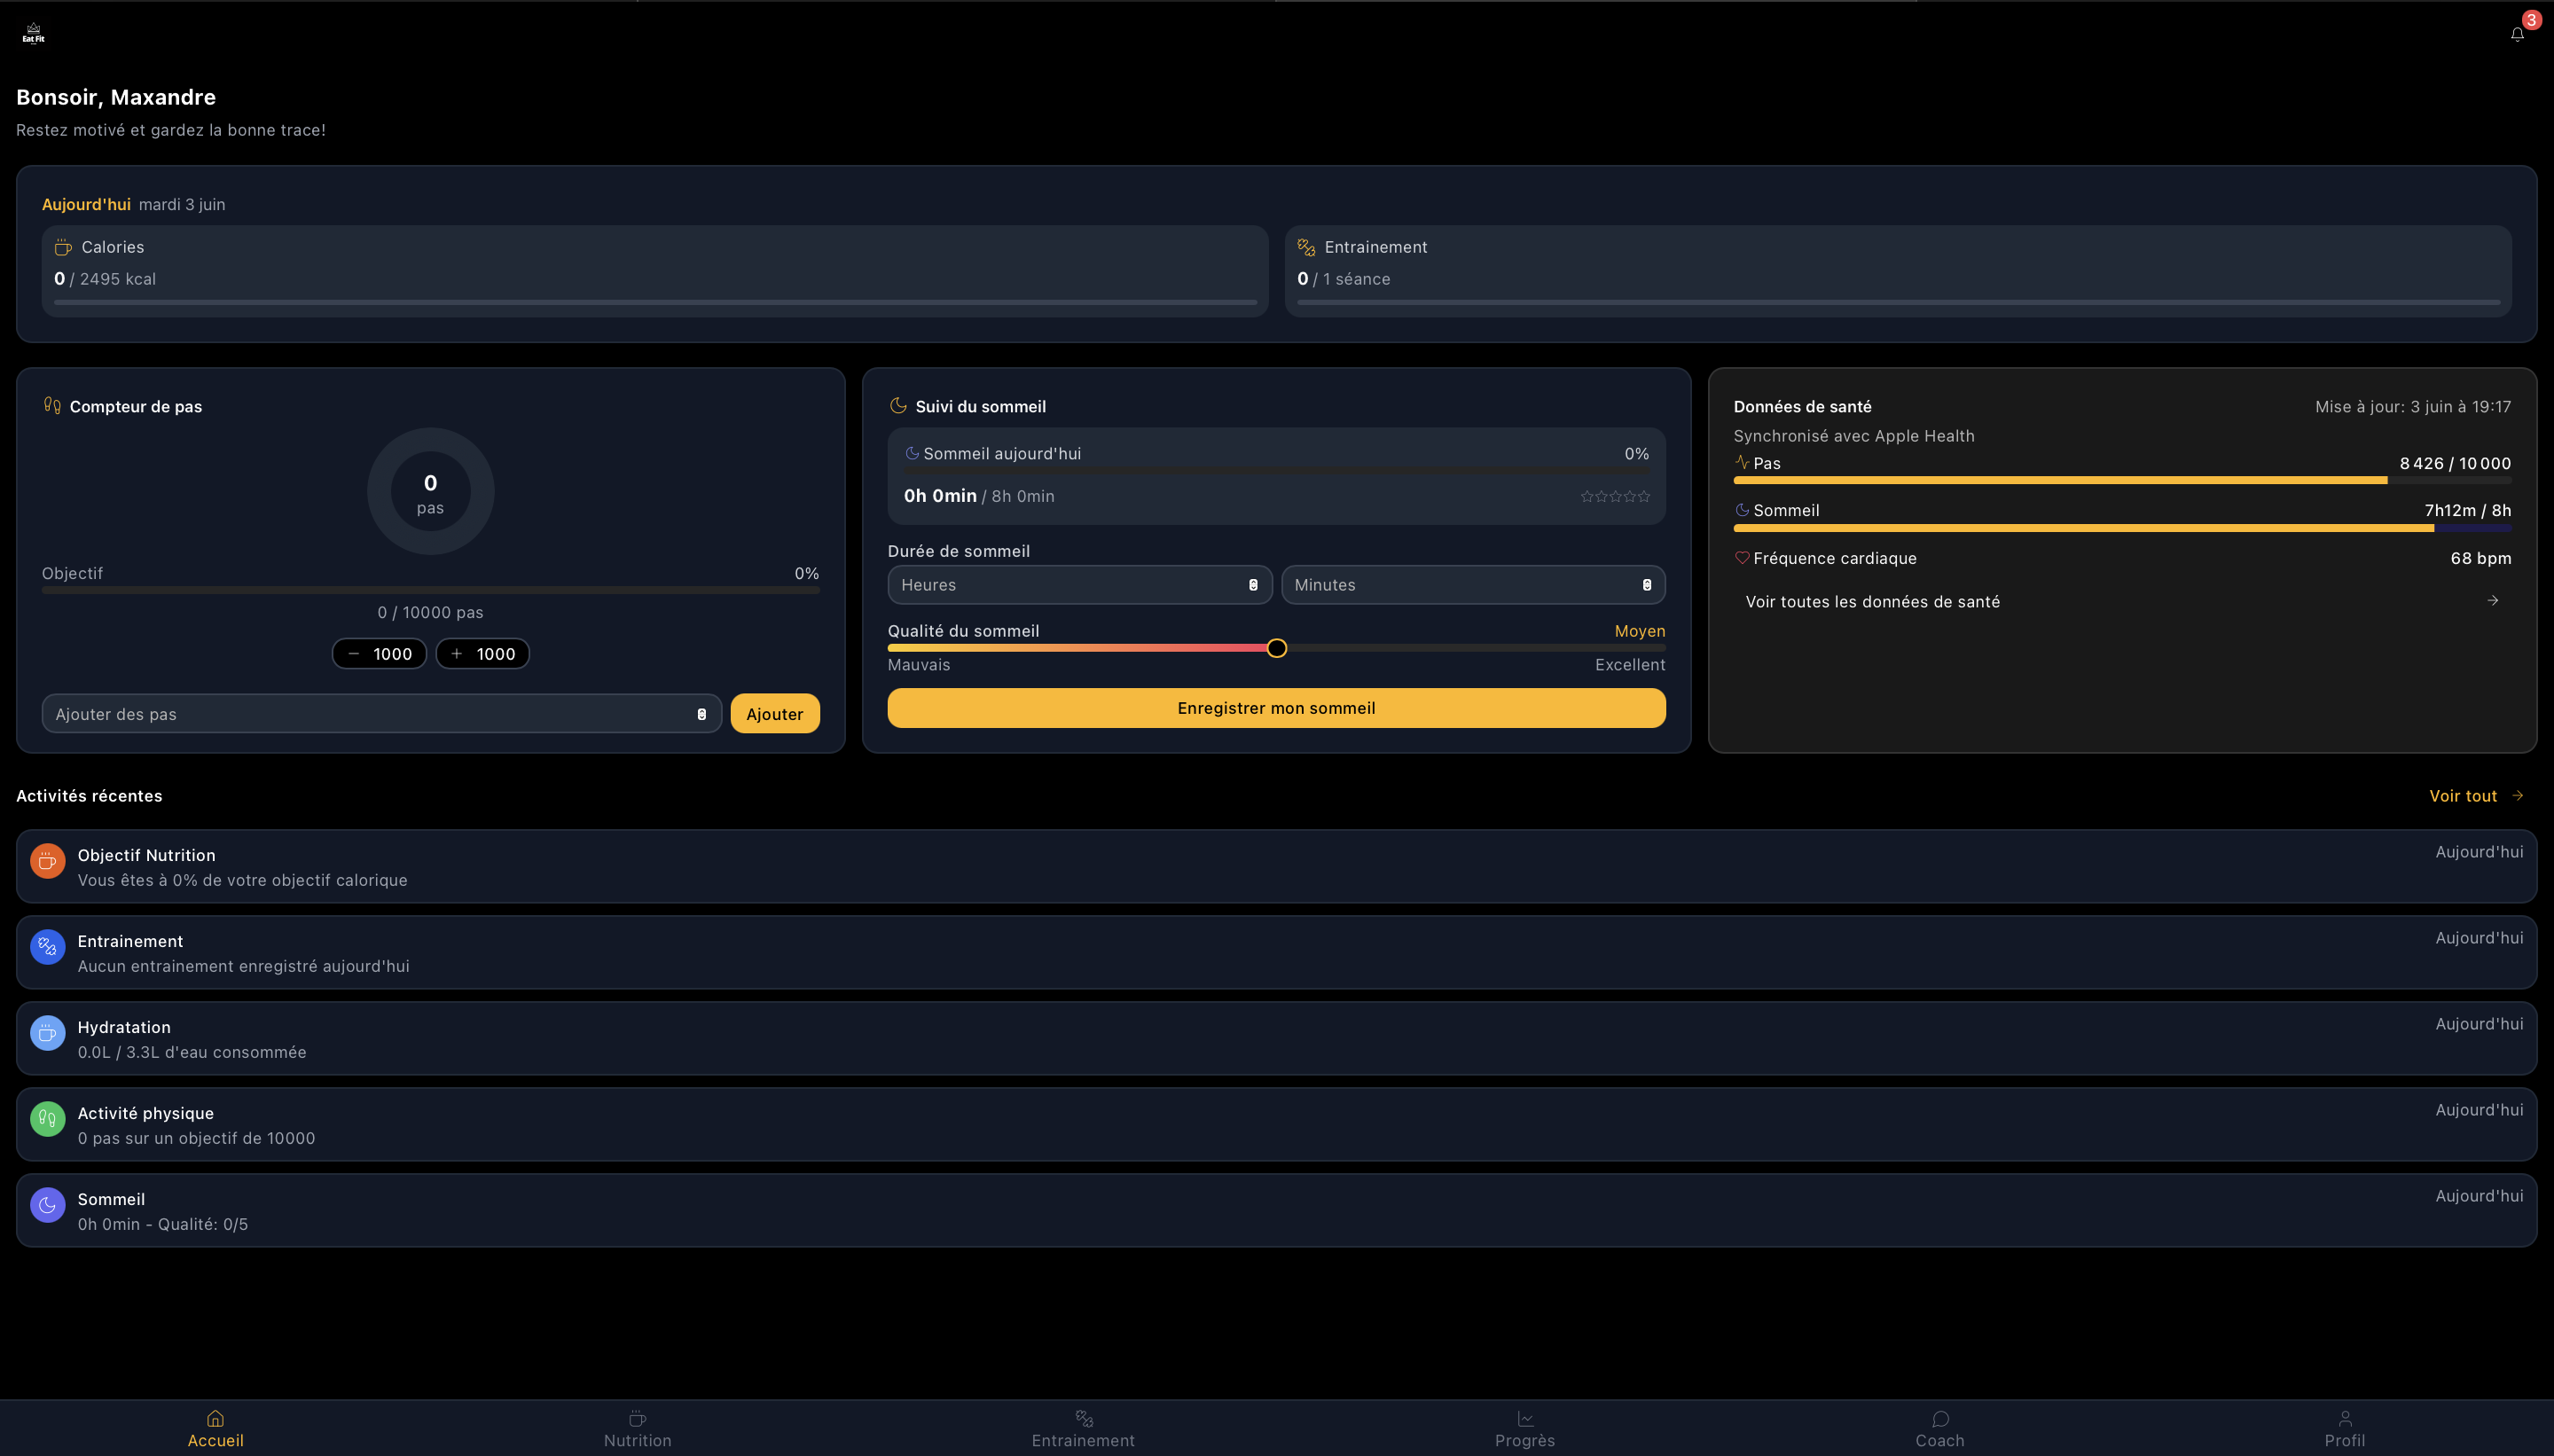 Eat Fit
3
Bonsoir, Maxandre
Restez motivé et gardez la bonne trace!
Aujourd'hui mardi 3 juin
Calories
0 / 2495 kcal
Entrainement
0 / 1 séance
Compteur de pas
0
pas
Objectif 0%
0 / 10000 pas
− 1000 + 1000
Ajouter des pas
Ajouter
Suivi du sommeil
Sommeil aujourd'hui 0%
0h 0min / 8h 0min
Durée de sommeil
Heures Minutes
Qualité du sommeil Moyen
Mauvais Excellent
Enregistrer mon sommeil
Données de santé Mise à jour: 3 juin à 19:17
Synchronisé avec Apple Health
Pas 8 426 / 10 000
Sommeil 7h12m / 8h
Fréquence cardiaque 68 bpm
Voir toutes les données de santé
Activités récentes Voir tout
Objectif Nutrition Aujourd'hui
Vous êtes à 0% de votre objectif calorique
Entrainement Aujourd'hui
Aucun entrainement enregistré aujourd'hui
Hydratation Aujourd'hui
0.0L / 3.3L d'eau consommée
Activité physique Aujourd'hui
0 pas sur un objectif de 10000
Sommeil Aujourd'hui
0h 0min - Qualité: 0/5
Accueil Nutrition Entrainement Progrès Coach Profil